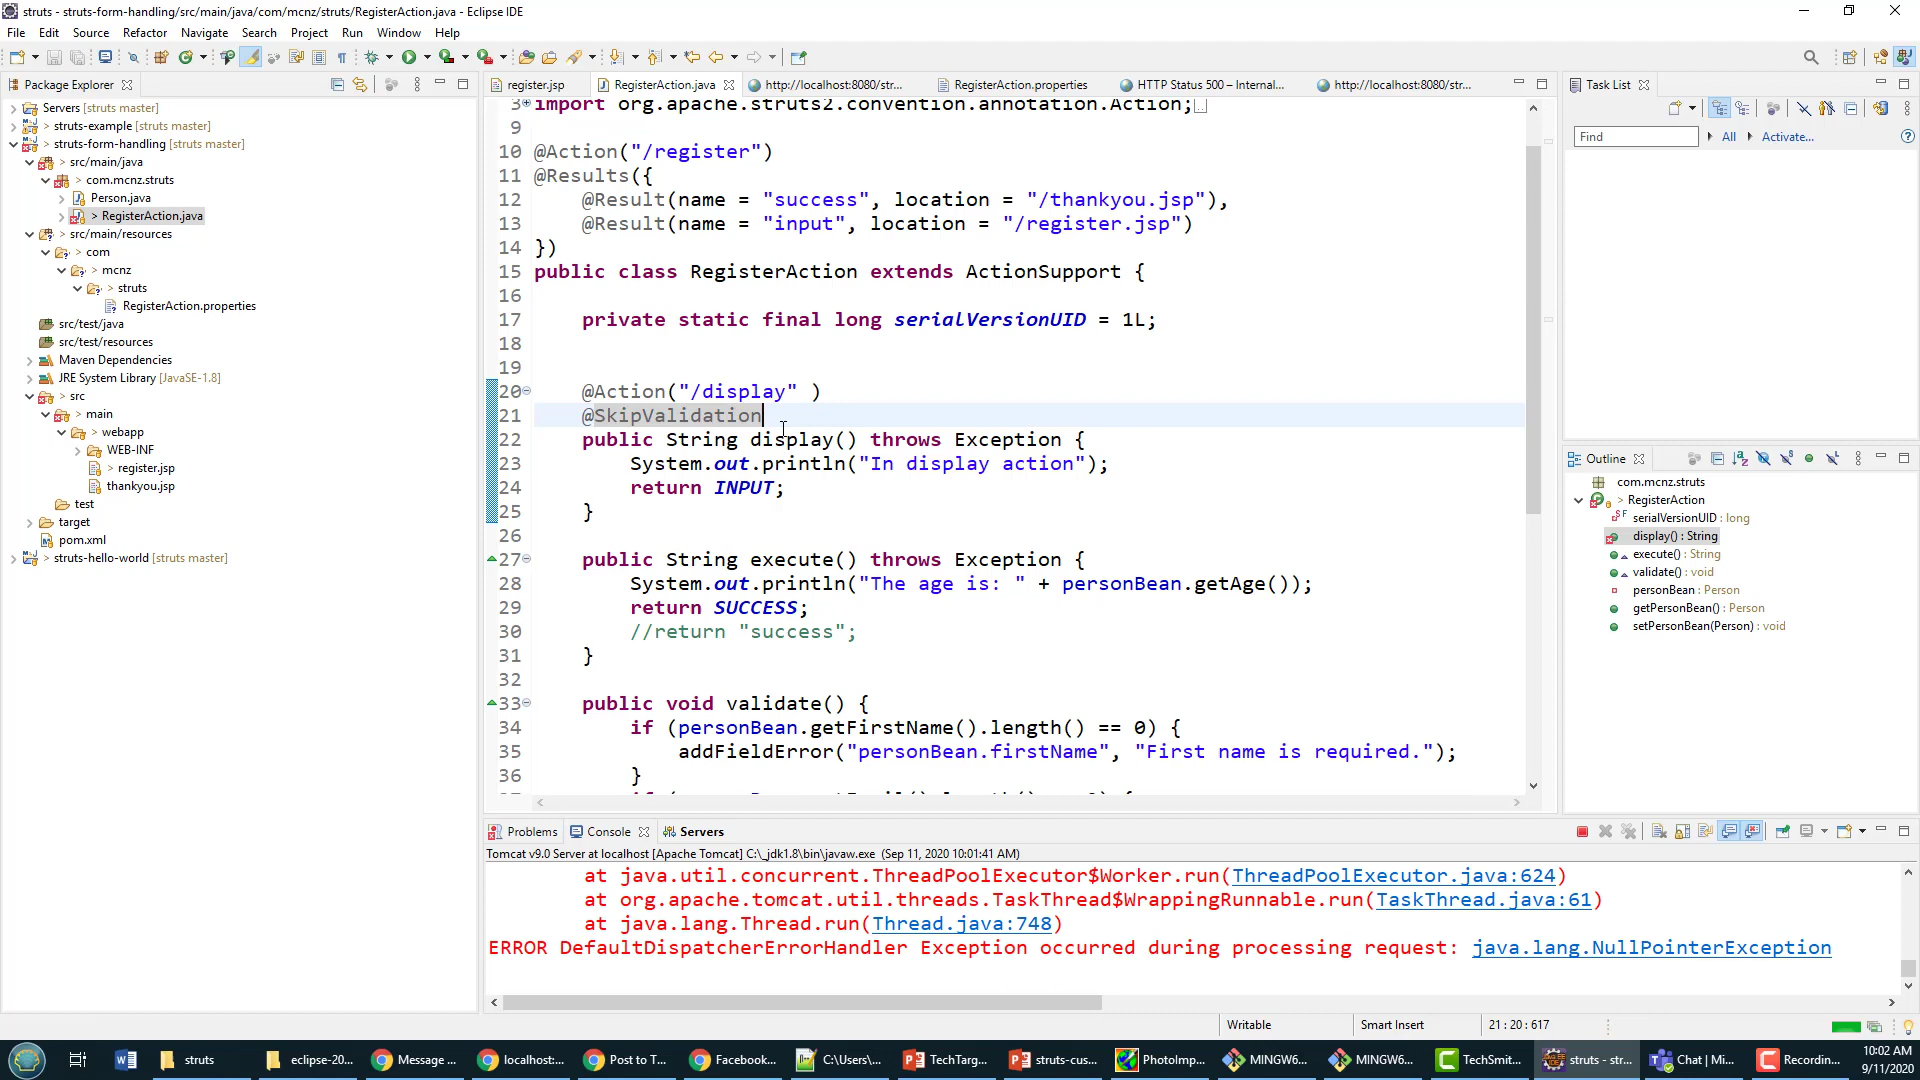 struts - struts-form-handling/src/main/java/com/mcnz/struts/RegisterAction.java - Eclipse IDE
File Edit Source Refactor Navigate Search Project Run Window Help
Package Explorer
register.jsp RegisterAction.java http://localhost:8080/str... RegisterAction.properties HTTP Status 500 – Internal... http://localhost:8080/str...
Task List
Servers [struts master]
> struts-example [struts master]
> struts-form-handling [struts master]
> src/main/java
> com.mcnz.struts
Person.java
> RegisterAction.java
> src/main/resources
> com
> mcnz
> struts
RegisterAction.properties
src/test/java
src/test/resources
Maven Dependencies
JRE System Library [JavaSE-1.8]
> src
> main
> webapp
WEB-INF
> register.jsp
thankyou.jsp
test
target
pom.xml
> struts-hello-world [struts master]
3 import org.apache.struts2.convention.annotation.Action;
9
10 @Action("/register")
11 @Results({
12 @Result(name = "success", location = "/thankyou.jsp"),
13 @Result(name = "input", location = "/register.jsp")
14 })
15 public class RegisterAction extends ActionSupport {
16
17 private static final long serialVersionUID = 1L;
18
19
20 @Action("/display" )
21 @SkipValidation
22 public String display() throws Exception {
23 System.out.println("In display action");
24 return INPUT;
25 }
26
27 public String execute() throws Exception {
28 System.out.println("The age is: " + personBean.getAge());
29 return SUCCESS;
30 //return "success";
31 }
32
33 public void validate() {
34 if (personBean.getFirstName().length() == 0) {
35 addFieldError("personBean.firstName", "First name is required.");
36 }
Find All Activate...
Outline
com.mcnz.struts
> RegisterAction
serialVersionUID : long
display() : String
execute() : String
validate() : void
personBean : Person
getPersonBean() : Person
setPersonBean(Person) : void
Problems Console Servers
Tomcat v9.0 Server at localhost [Apache Tomcat] C:\_jdk1.8\bin\javaw.exe (Sep 11, 2020 10:01:41 AM)
at java.util.concurrent.ThreadPoolExecutor$Worker.run(ThreadPoolExecutor.java:624)
at org.apache.tomcat.util.threads.TaskThread$WrappingRunnable.run(TaskThread.java:61)
at java.lang.Thread.run(Thread.java:748)
ERROR DefaultDispatcherErrorHandler Exception occurred during processing request: java.lang.NullPointerException
Writable Smart Insert 21 : 20 : 617
struts eclipse-20... Message ... localhost:... Post to T... Facebook... C:\Users\... TechTarg... struts-cus... PhotoImp... MINGW6... MINGW6... TechSmit... struts - str... Chat | Mi... Recordin...
10:02 AM
9/11/2020